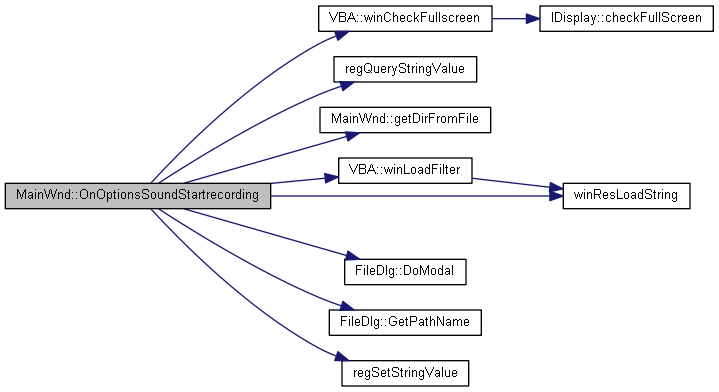 VBA::winCheckFullscreen
IDisplay::checkFullScreen
regQueryStringValue
MainWnd::getDirFromFile
VBA::winLoadFilter
MainWnd::OnOptionsSoundStartrecording
winResLoadString
FileDlg::DoModal
FileDlg::GetPathName
regSetStringValue